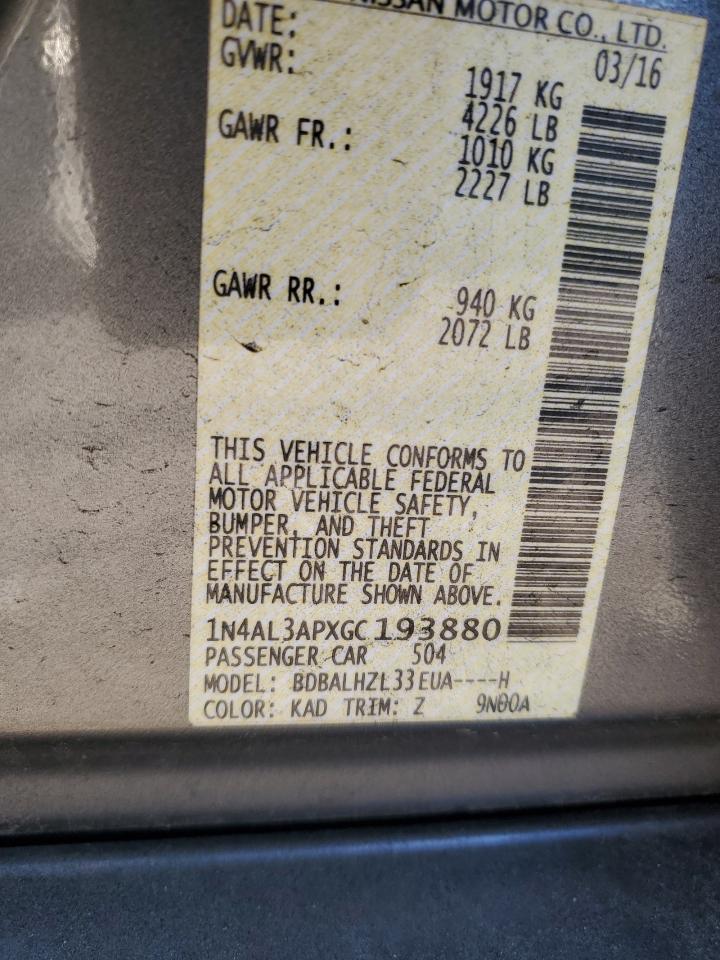 NISSAN MOTOR CO., LTD.
DATE: 03/16
GVWR: 1917 KG
4226 LB
GAWR FR.: 1010 KG
2227 LB
GAWR RR.: 940 KG
2072 LB
THIS VEHICLE CONFORMS TO
ALL APPLICABLE FEDERAL
MOTOR VEHICLE SAFETY,
BUMPER, AND THEFT
PREVENTION STANDARDS IN
EFFECT ON THE DATE OF
MANUFACTURE SHOWN ABOVE.
1N4AL3APXGC193880
PASSENGER CAR 504
MODEL: BDBALHZL33EUA----H
COLOR: KAD TRIM: Z 9N00A